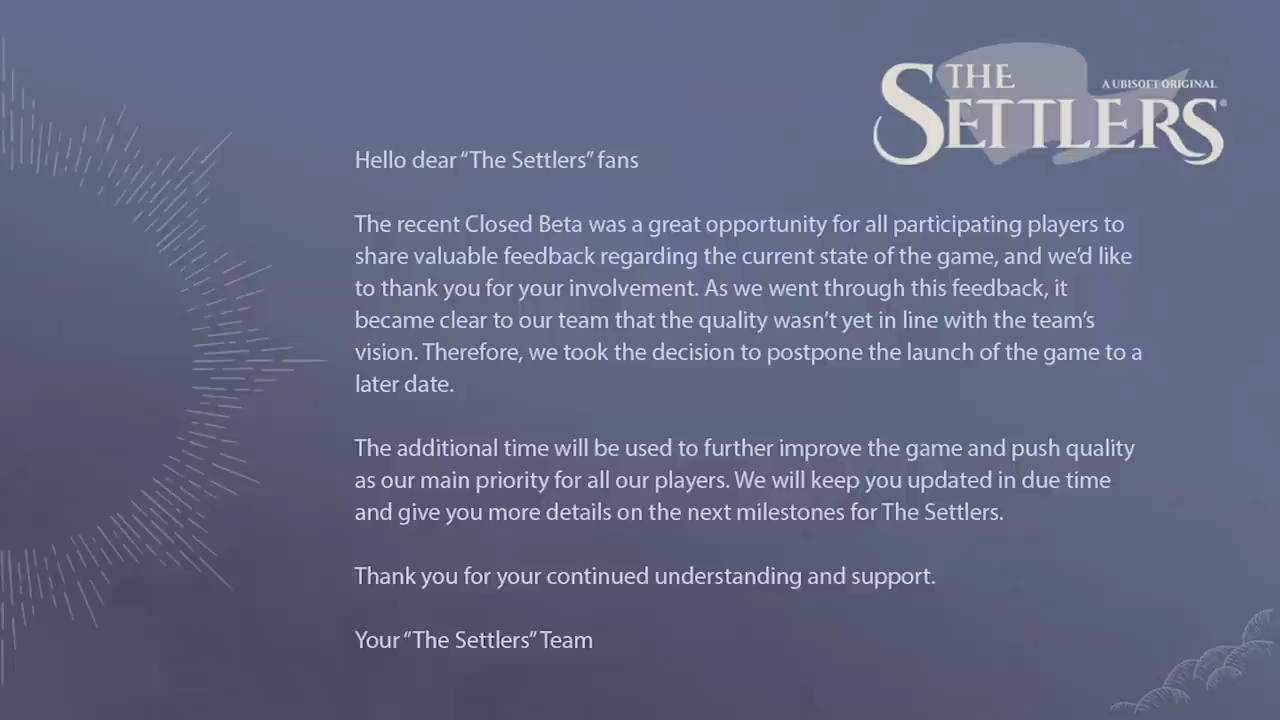 THE
A UBISOFT ORIGINAL
SETTLERS®
Hello dear “The Settlers” fans
The recent Closed Beta was a great opportunity for all participating players to
share valuable feedback regarding the current state of the game, and we’d like
to thank you for your involvement. As we went through this feedback, it
became clear to our team that the quality wasn’t yet in line with the team’s
vision. Therefore, we took the decision to postpone the launch of the game to a
later date.
The additional time will be used to further improve the game and push quality
as our main priority for all our players. We will keep you updated in due time
and give you more details on the next milestones for The Settlers.
Thank you for your continued understanding and support.
Your “The Settlers” Team